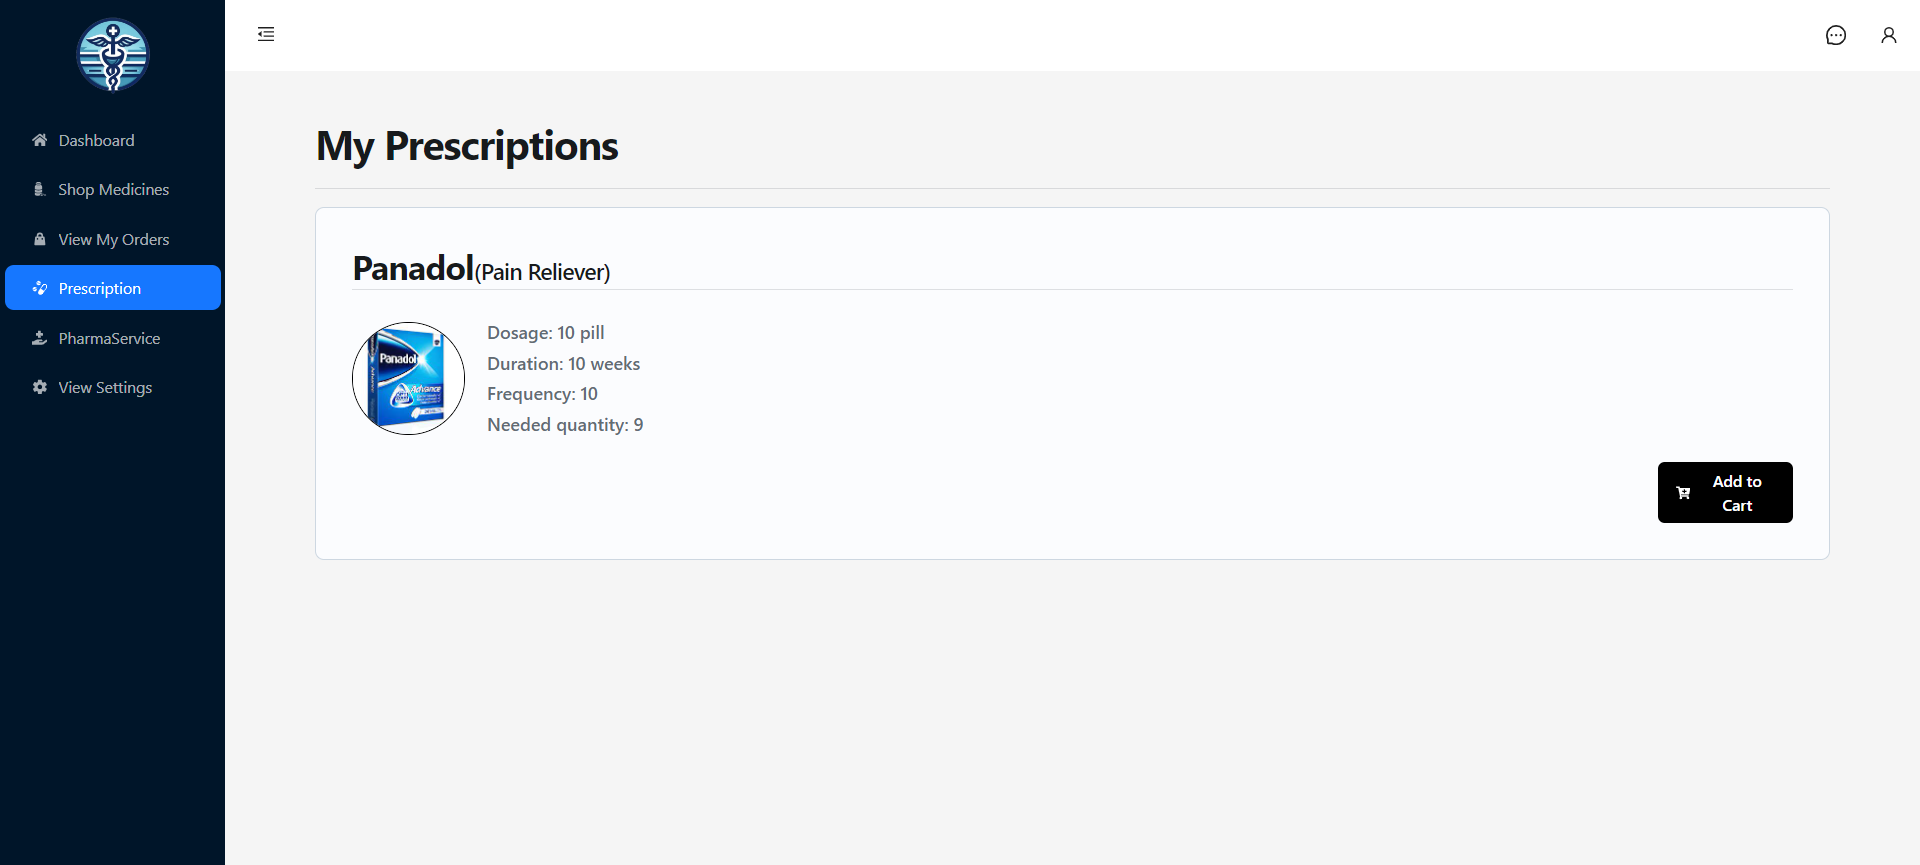 Dashboard
Shop Medicines
View My Orders
Prescription
PharmaService
View Settings
My Prescriptions
Panadol(Pain Reliever)
Panadol
Advance
Dosage: 10 pill
Duration: 10 weeks
Frequency: 10
Needed quantity: 9
Add to
Cart